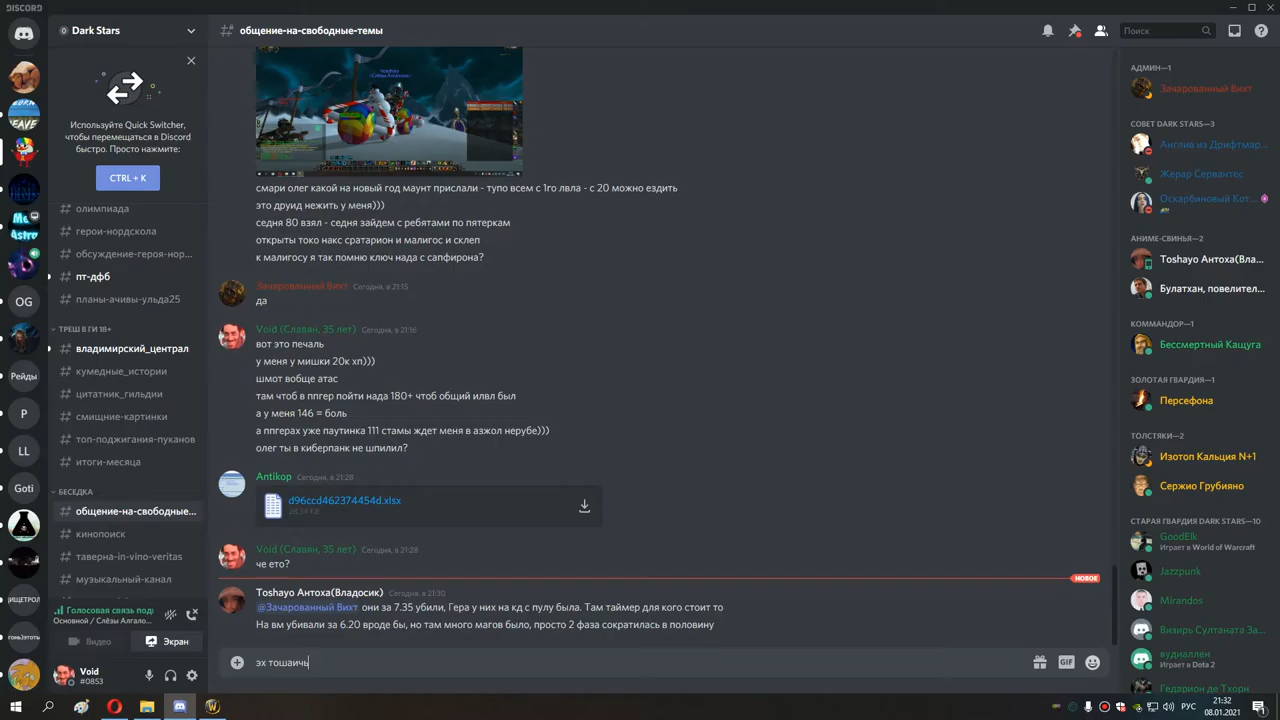 DISCORD
Dark Stars
общение-на-свободные-темы
Поиск
Используйте Quick Switcher,
чтобы перемещаться в Discord
быстро. Просто нажмите:
CTRL + K
олимпиада
герои-нордскола
обсуждение-героя-нор...
пт-дфб
планы-ачивы-ульда25
ТРЕШ В ГИ 18+
владимирский_централ
кумедные_истории
цитатник_гильдии
смищние-картинки
топ-поджигания-пуканов
итоги-месяца
БЕСЕДКА
общение-на-свободные...
кинопоиск
таверна-in-vino-veritas
музыкальный-канал
Голосовая связь под
Основной / Слёзы Алгало...
Видео
Экран
Void
#0853
OG
Рейды
P
LL
Goti
смари олег какой на новый год маунт прислали - тупо всем с 1го лвла - с 20 можно ездить
это друид нежить у меня)))
седня 80 взял - седня зайдем с ребятами по пятеркам
открыты токо накс сратарион и малигос и склеп
к малигосу я так помню ключ нада с сапфирона?
Зачарованный Вихт Сегодня, в 21:15
да
Void (Славян, 35 лет) Сегодня, в 21:16
вот это печаль
у меня у мишки 20к хп)))
шмот вобще атас
там чтоб в ппгер пойти нада 180+ чтоб общий илвл был
а у меня 146 = боль
а ппгерах уже паутинка 111 стамы ждет меня в азжол нерубе)))
олег ты в киберпанк не шпилил?
Antikop Сегодня, в 21:28
d96ccd462374454d.xlsx
Void (Славян, 35 лет) Сегодня, в 21:28
че ето?
НОВОЕ
Toshayo Антоха(Владосик) Сегодня, в 21:30
@Зачарованный Вихт они за 7.35 убили, Гера у них на кд с пулу была. Там таймер для кого стоит то
На вм убивали за 6.20 вроде бы, но там много магов было, просто 2 фаза сократилась в половину
эх тошаичь
GIF
АДМИН—1
Зачарованный Вихт
СОВЕТ DARK STARS—3
Англив из Дрифтмар...
Жерар Сервантес
Оскарбиновый Кот...
АНИМЕ-СВИНЬЯ—2
Toshayo Антоха(Вла...
Булатхан, повелител...
КОММАНДОР—1
Бессмертный Кащуга
ЗОЛОТАЯ ГВАРДИЯ—1
Персефона
ТОЛСТЯКИ—2
Изотоп Кальция N+1
Сержио Грубияно
СТАРАЯ ГВАРДИЯ DARK STARS—10
GoodElk
Играет в World of Warcraft
Jazzpunk
Mirandos
Визирь Султаната За...
вудиаллен
Играет в Dota 2
Гедарион де Тхорн
РУС
21:32
08.01.2021